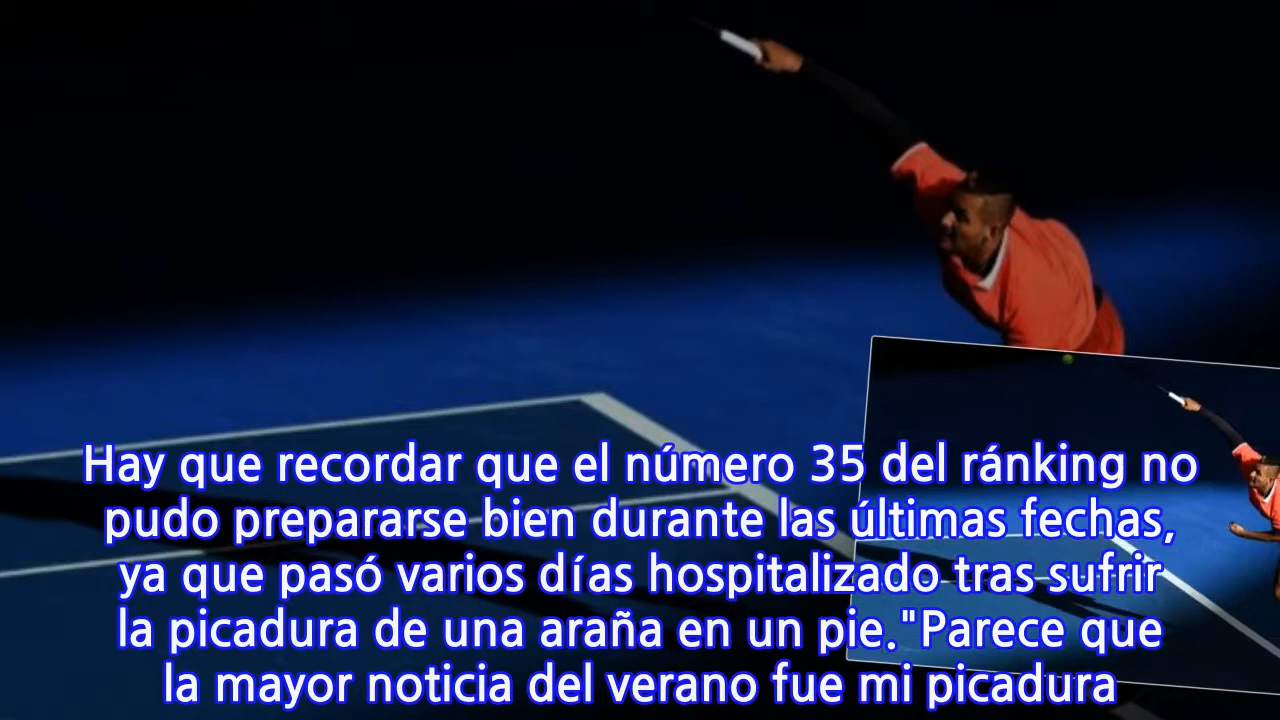 Hay que recordar que el número 35 del ránking no
pudo prepararse bien durante las últimas fechas,
ya que pasó varios días hospitalizado tras sufrir
la picadura de una araña en un pie."Parece que
la mayor noticia del verano fue mi picadura